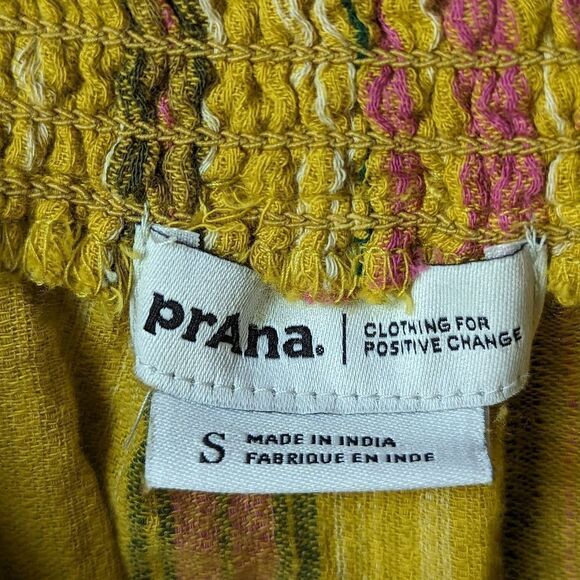 prAna.
CLOTHING FOR
POSITIVE CHANGE
S
MADE IN INDIA
FABRIQUE EN INDE